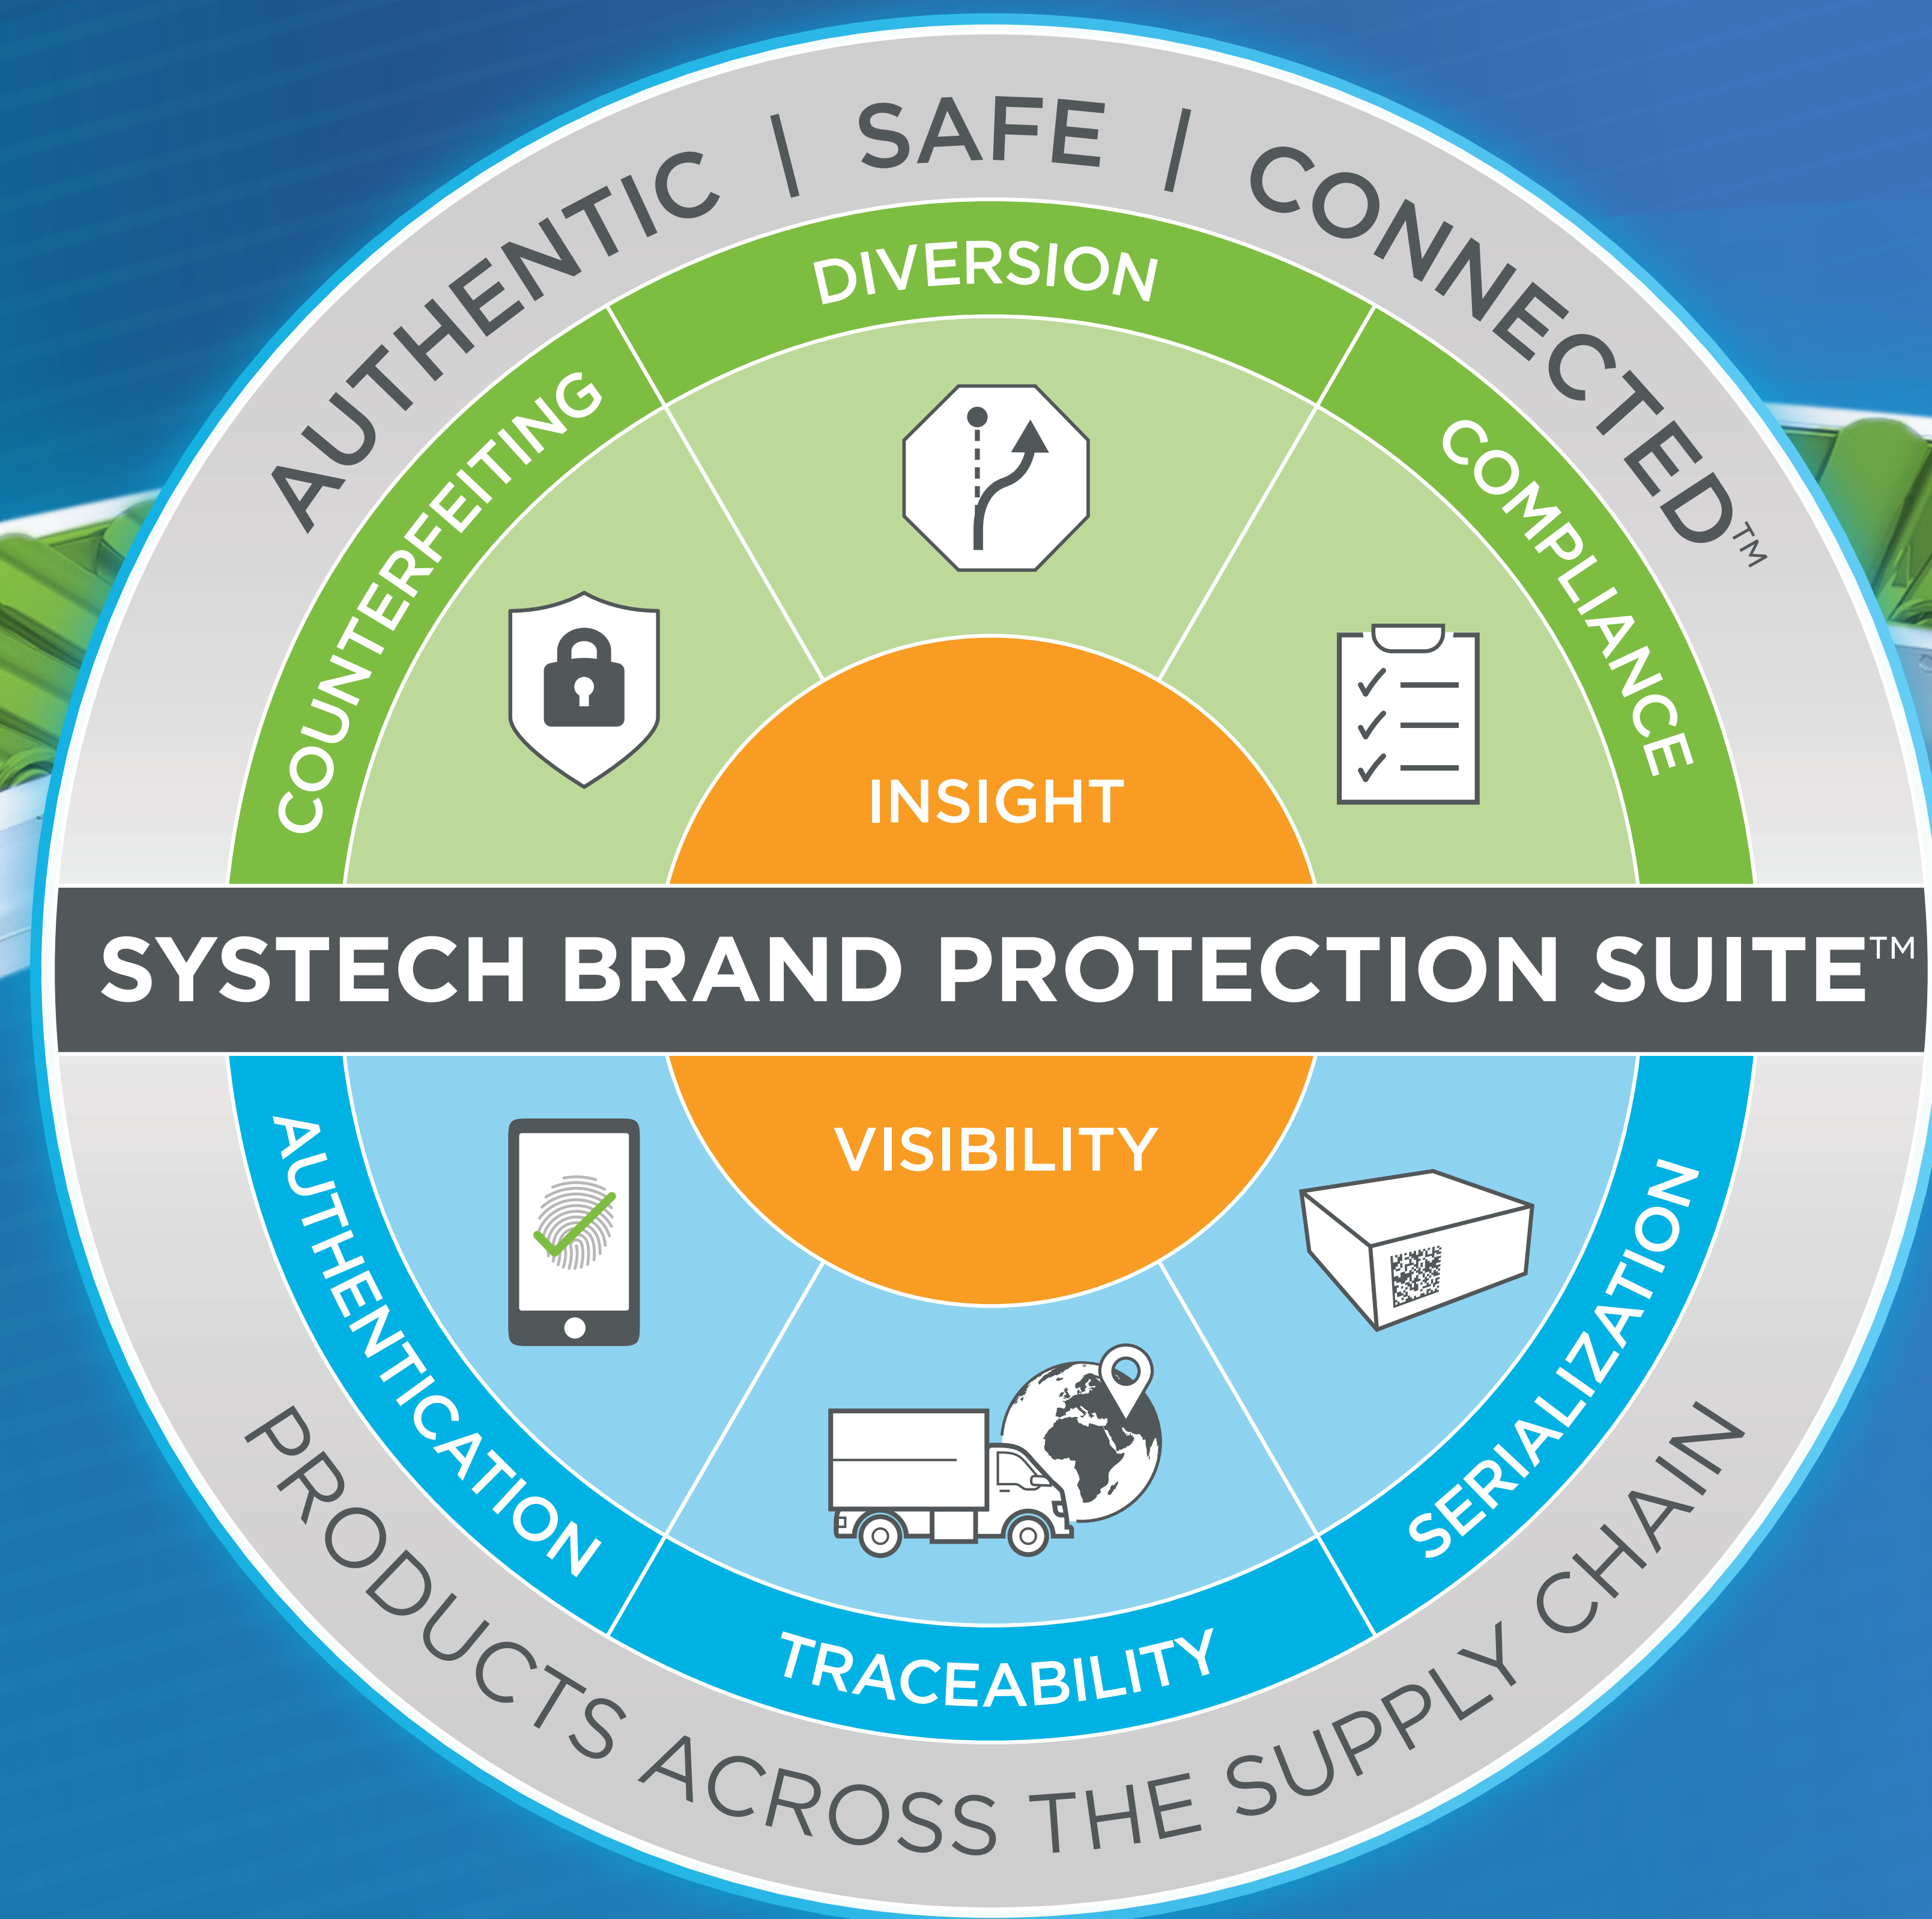 AUTHENTIC | SAFE | CONNECTED™
DIVERSION
COUNTERFEITING
COMPLIANCE
INSIGHT
SYSTECH BRAND PROTECTION SUITE™
VISIBILITY
AUTHENTICATION
SERIALIZATION
TRACEABILITY
PRODUCTS ACROSS THE SUPPLY CHAIN